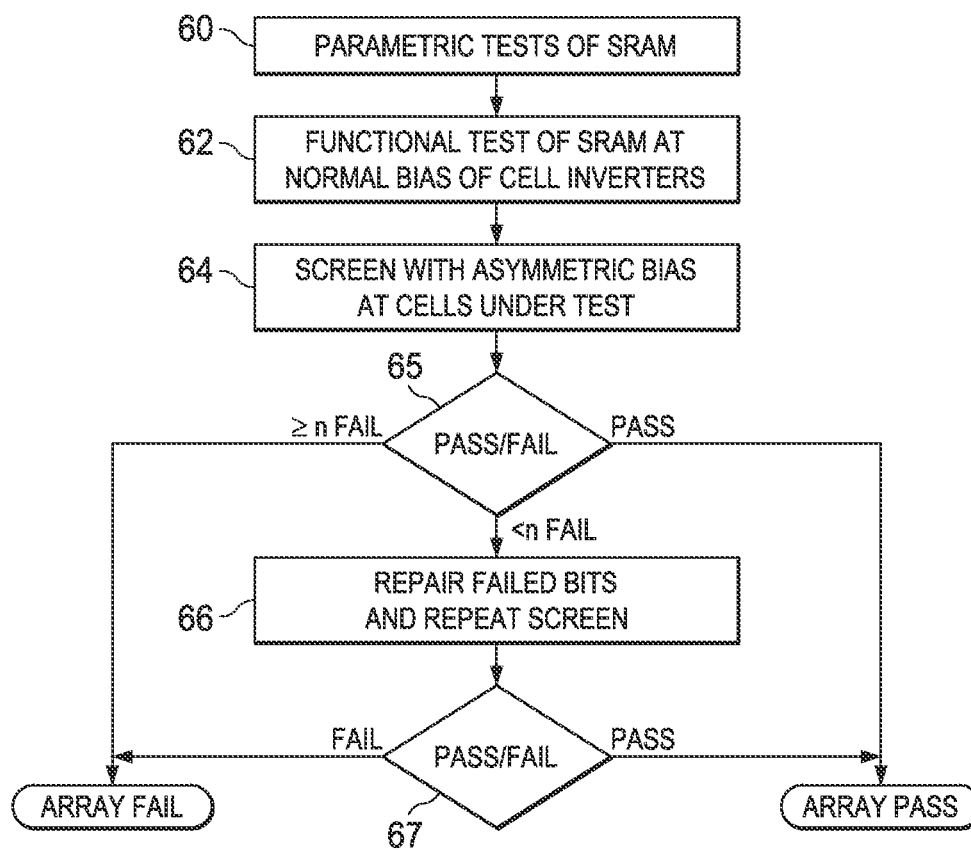 60
PARAMETRIC TESTS OF SRAM
62
FUNCTIONAL TEST OF SRAM AT
NORMAL BIAS OF CELL INVERTERS
64
SCREEN WITH ASYMMETRIC BIAS
AT CELLS UNDER TEST
65
≥ n FAIL
PASS/FAIL
PASS
<n FAIL
66
REPAIR FAILED BITS
AND REPEAT SCREEN
FAIL
PASS/FAIL
PASS
67
ARRAY FAIL
ARRAY PASS